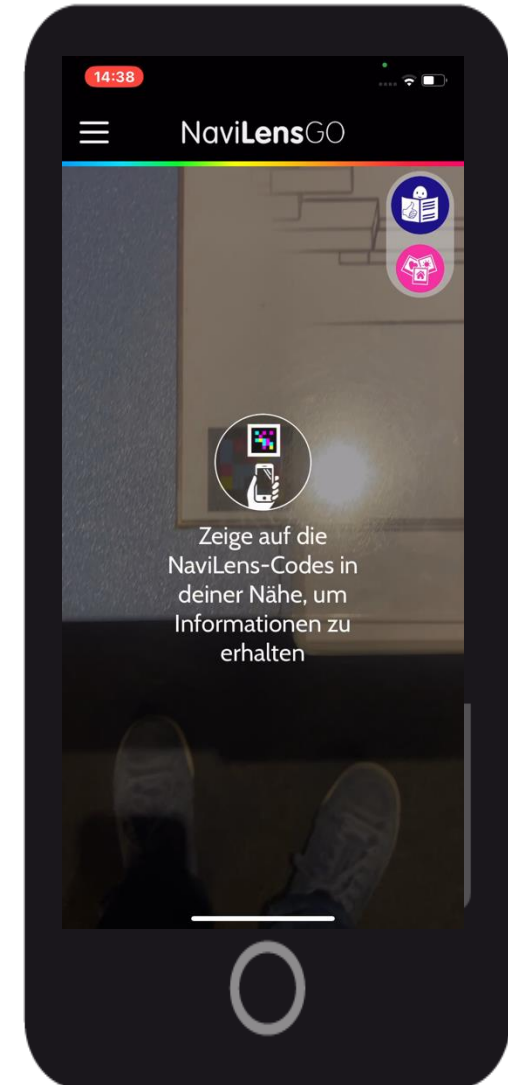 14:38
NaviLensGO
Zeige auf die
NaviLens-Codes in
deiner Nähe, um
Informationen zu
erhalten